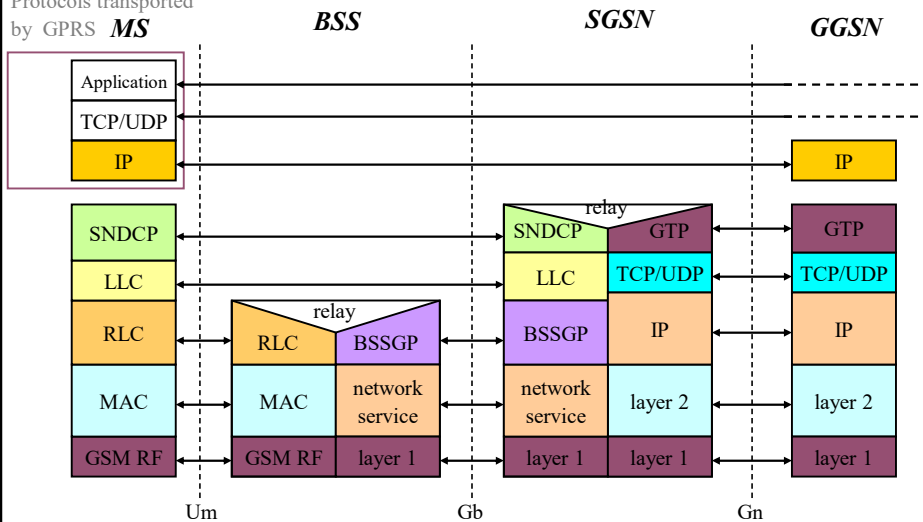 Protocols transported
by GPRS MS BSS SGSN GGSN
Application
TCP/UDP
IP IP
relay
SNDCP SNDCP GTP GTP
LLC LLC TCP/UDP TCP/UDP
relay
RLC RLC BSSGP BSSGP IP IP
MAC MAC network service network service layer 2 layer 2
GSM RF GSM RF layer 1 layer 1 layer 1 layer 1
Um Gb Gn